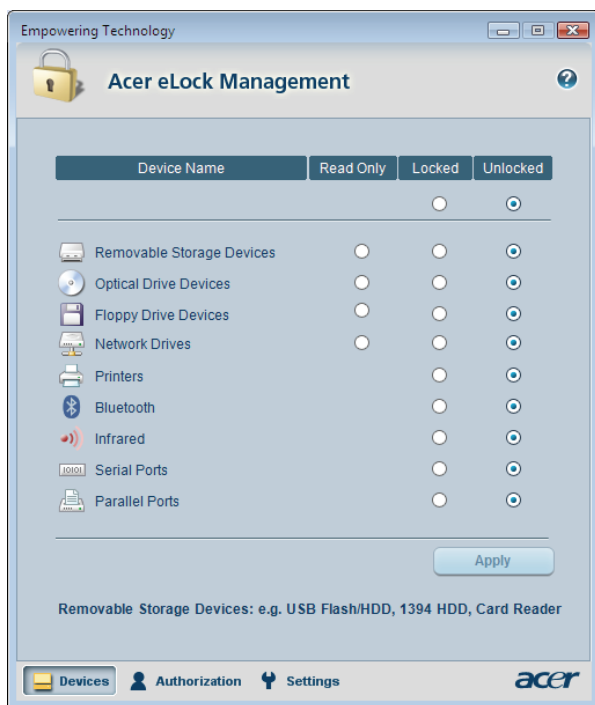 Empowering Technology
Acer eLock Management
?
Device Name Read Only Locked Unlocked
Removable Storage Devices
Optical Drive Devices
Floppy Drive Devices
Network Drives
Printers
Bluetooth
Infrared
10101 Serial Ports
Parallel Ports
Apply
Removable Storage Devices: e.g. USB Flash/HDD, 1394 HDD, Card Reader
Devices Authorization Settings acer